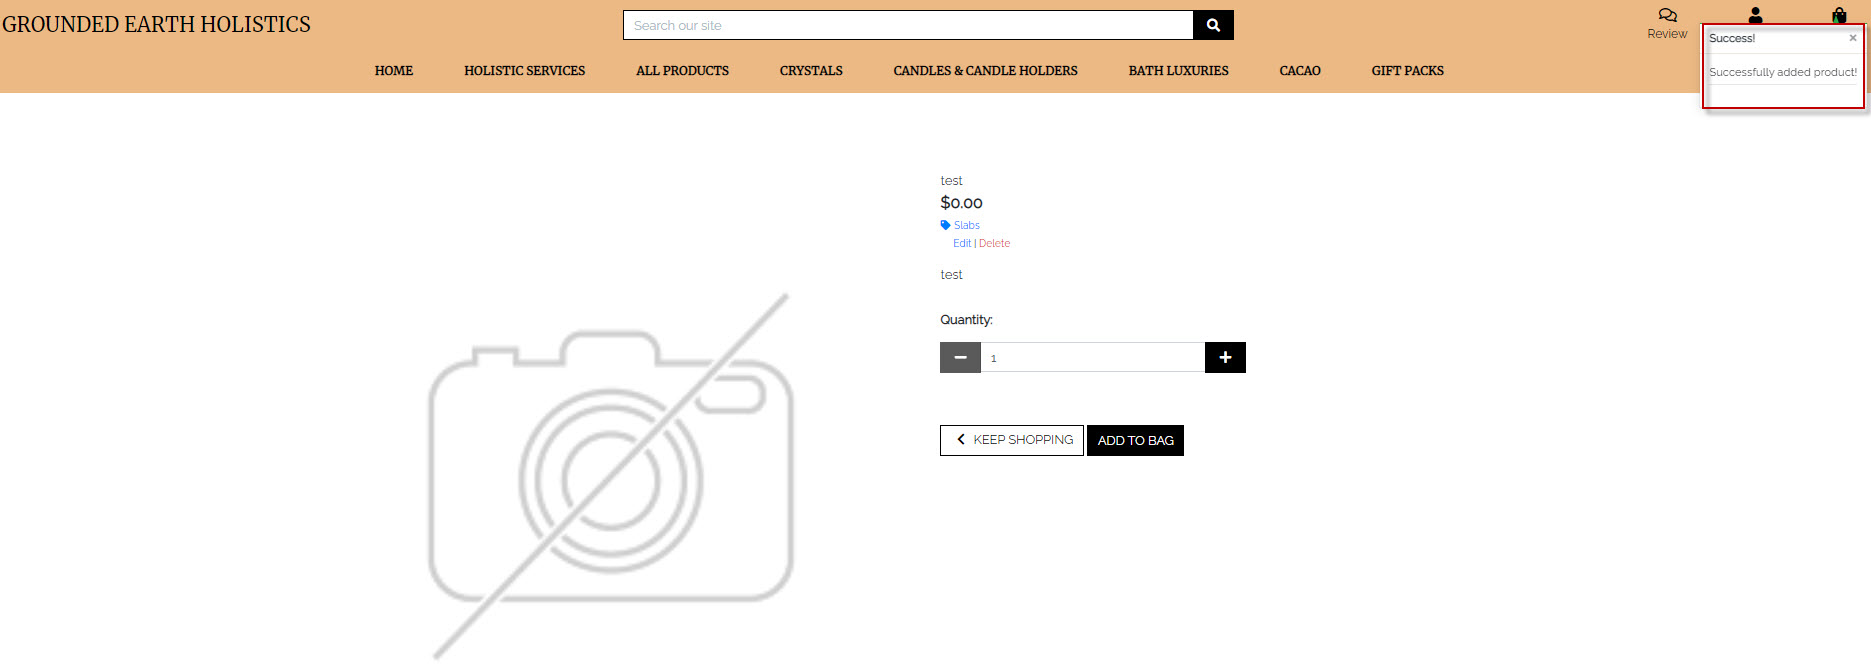 GROUNDED EARTH HOLISTICS
Search our site
Review
HOME HOLISTIC SERVICES ALL PRODUCTS CRYSTALS CANDLES & CANDLE HOLDERS BATH LUXURIES CACAO GIFT PACKS
Success! ×
Successfully added product!
test
$0.00
Slabs
Edit | Delete
test
Quantity:
1
KEEP SHOPPING ADD TO BAG